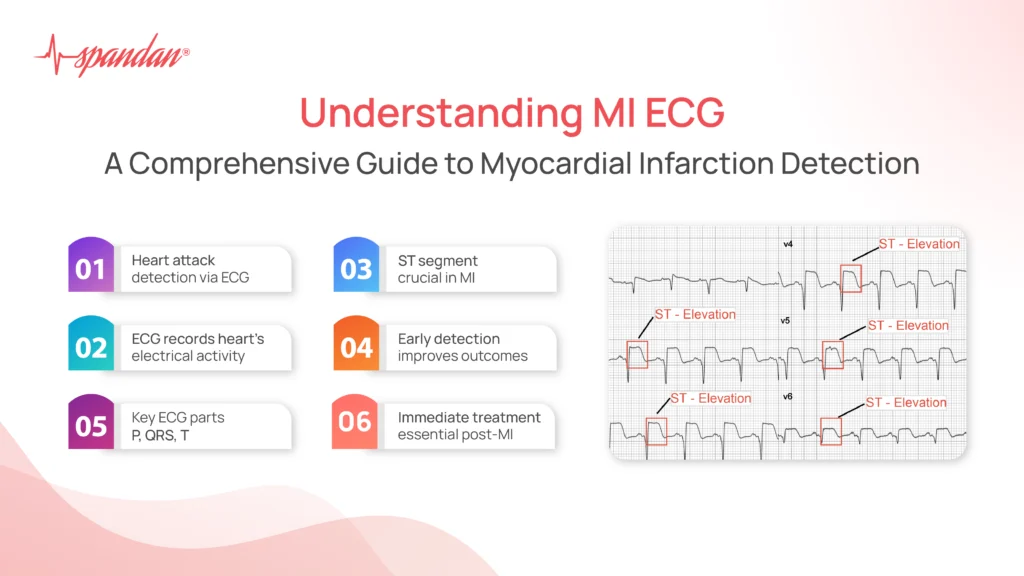 spandan®
Understanding MI ECG
A Comprehensive Guide to Myocardial Infarction Detection
01
Heart attack
detection via ECG
03
ST segment
crucial in MI
02
ECG records heart's
electrical activity
04
Early detection
improves outcomes
05
Key ECG parts
P, QRS, T
06
Immediate treatment
essential post-MI
v4
ST - Elevation
ST - Elevation
v5
ST - Elevation
ST - Elevation
v6
ST - Elevation